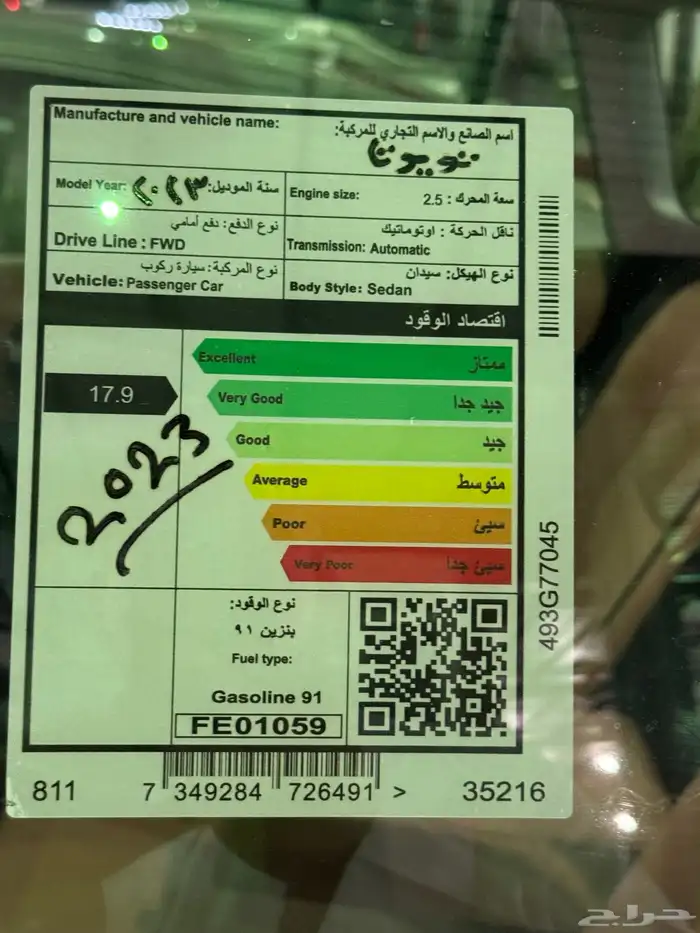 Manufacture and vehicle name:
اسم الصانع والاسم التجاري للمركبة:
تويوتا
Model Year: ٢٠٢٣ سنة الموديل:
Engine size: سعة المحرك : 2.5
نوع الدفع: دفع أمامي
Drive Line : FWD
ناقل الحركة : اوتوماتيك
Transmission: Automatic
نوع المركبة: سيارة ركوب
Vehicle: Passenger Car
نوع الهيكل: سيدان
Body Style: Sedan
اقتصاد الوقود
Excellent ممتاز
17.9
Very Good جيد جدا
Good جيد
2023
Average متوسط
Poor سيئ
Very Poor سيئ جدا
نوع الوقود:
بنزين ٩١
Fuel type:
Gasoline 91
FE01059
493G77045
811 7 349284 726491 > 35216
حراج